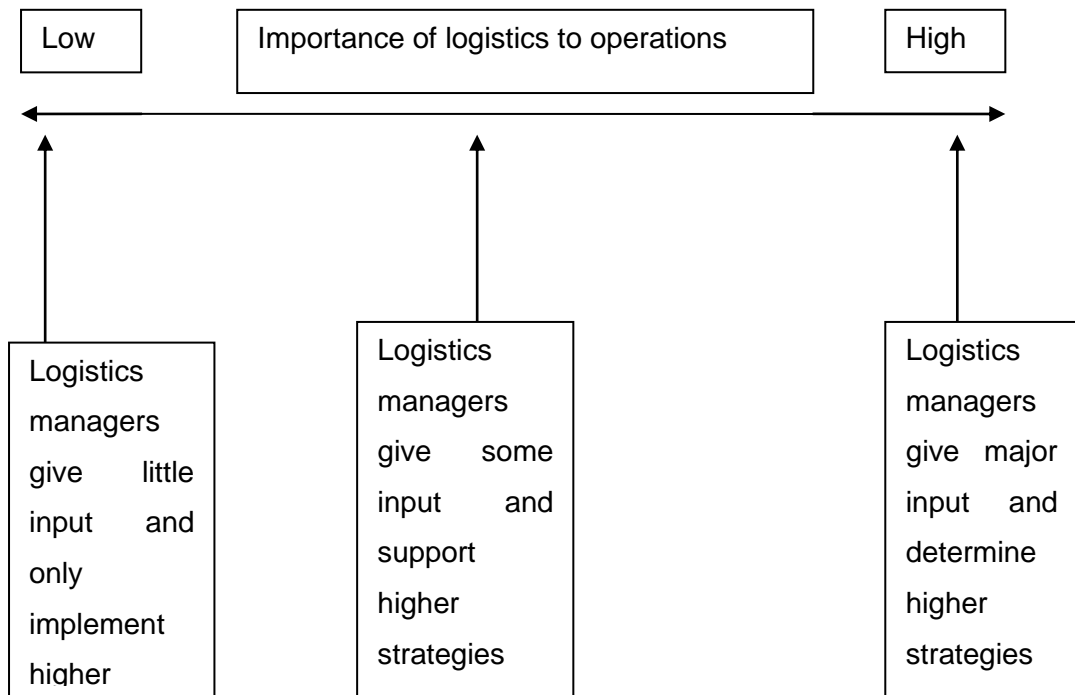 Low
Importance of logistics to operations
High
Logistics
managers
give little
input and
only
implement
higher
Logistics
managers
give some
input and
support
higher
strategies
Logistics
managers
give major
input and
determine
higher
strategies